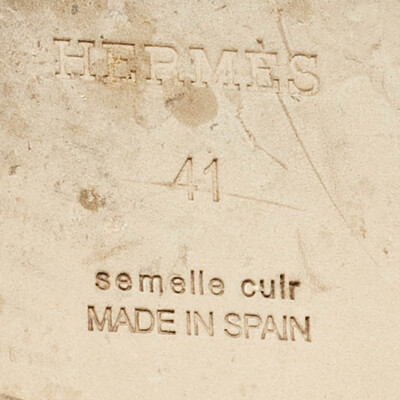 HERMÈS
41
semelle cuir
MADE IN SPAIN